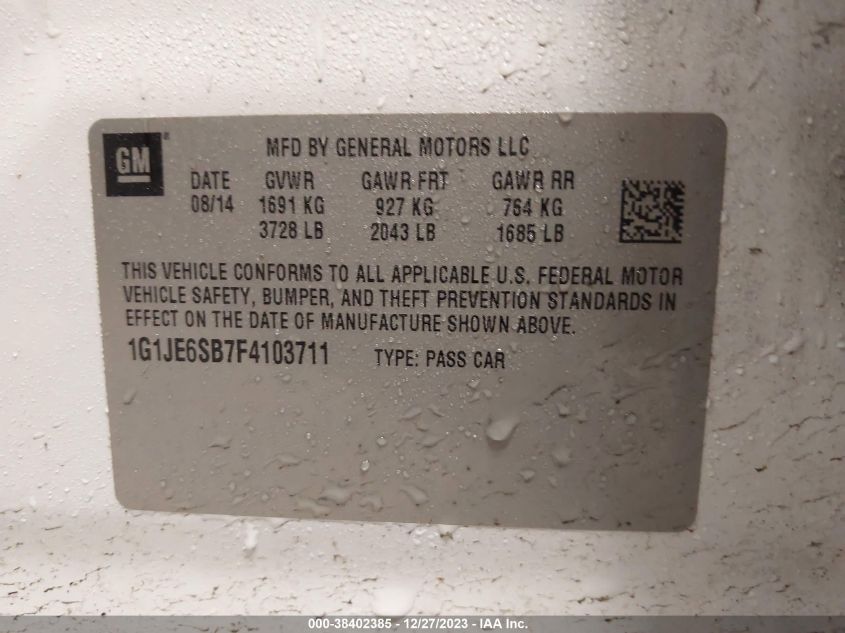 GM ®
MFD BY GENERAL MOTORS LLC
DATE GVWR GAWR FRT GAWR RR
08/14 1691 KG 927 KG 764 KG
3728 LB 2043 LB 1685 LB
THIS VEHICLE CONFORMS TO ALL APPLICABLE U.S. FEDERAL MOTOR
VEHICLE SAFETY, BUMPER, AND THEFT PREVENTION STANDARDS IN
EFFECT ON THE DATE OF MANUFACTURE SHOWN ABOVE.
1G1JE6SB7F4103711 TYPE: PASS CAR
000-38402385 - 12/27/2023 - IAA Inc.